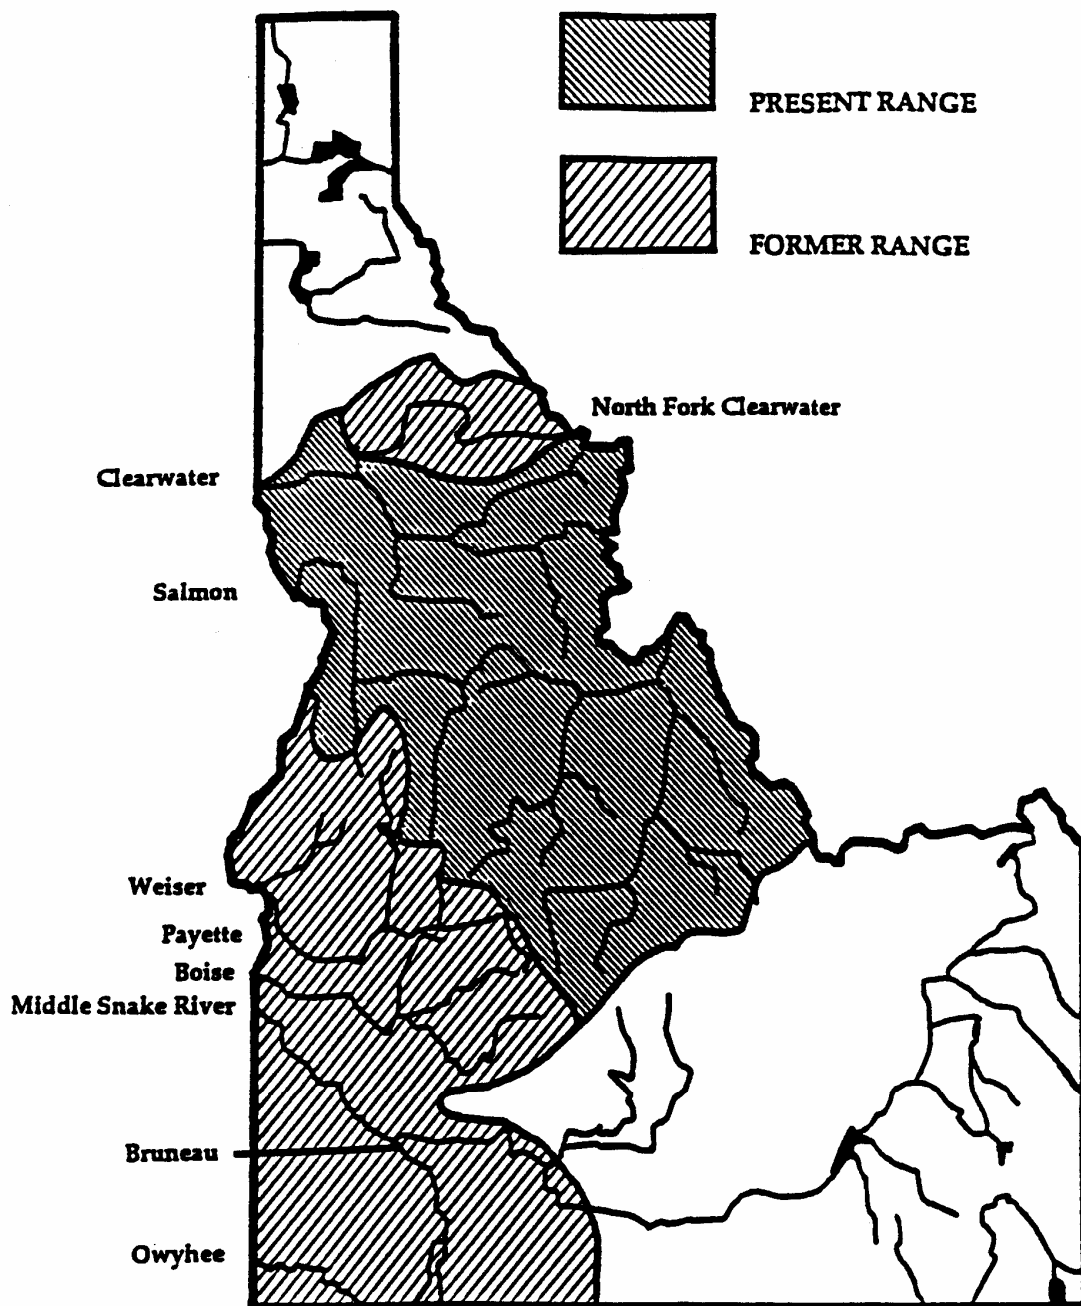 PRESENT RANGE
FORMER RANGE
North Fork Clearwater
Clearwater
Salmon
Weiser
Payette
Boise
Middle Snake River
Bruneau
Owyhee